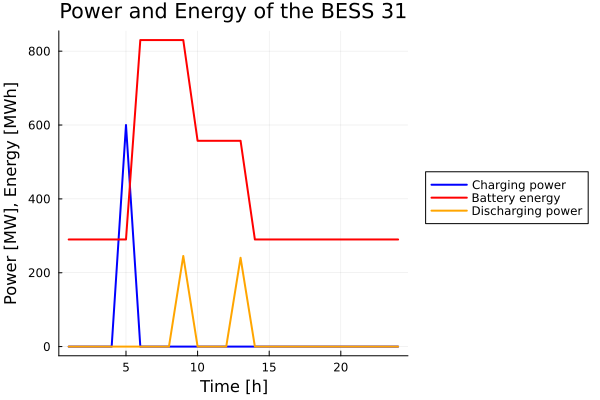 Power and Energy of the BESS 31
Power [MW], Energy [MWh]
800
600
400
200
0
5
10
15
20
Time [h]
Charging power
Battery energy
Discharging power